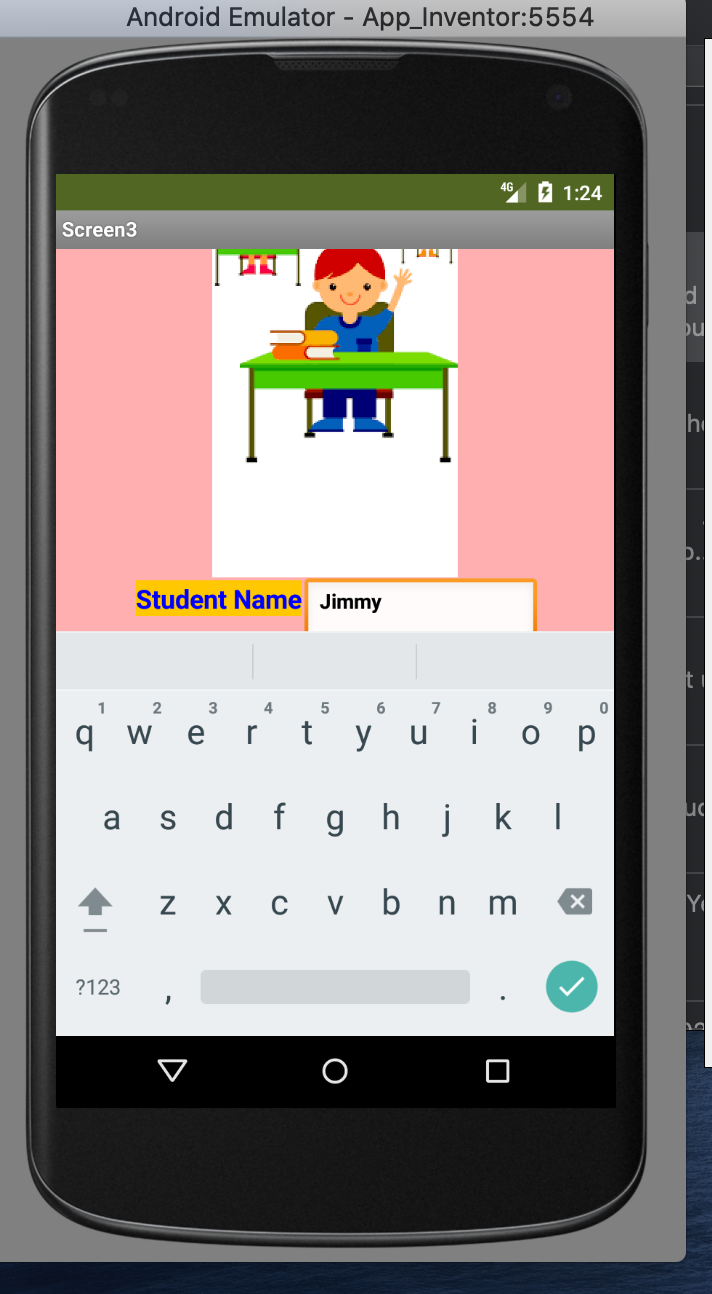 Android Emulator - App_Inventor:5554
4G 1:24
Screen3
Student Name Jimmy
1 2 3 4 5 6 7 8 9 0
q w e r t y u i o p
a s d f g h j k l
z x c v b n m
?123 , .